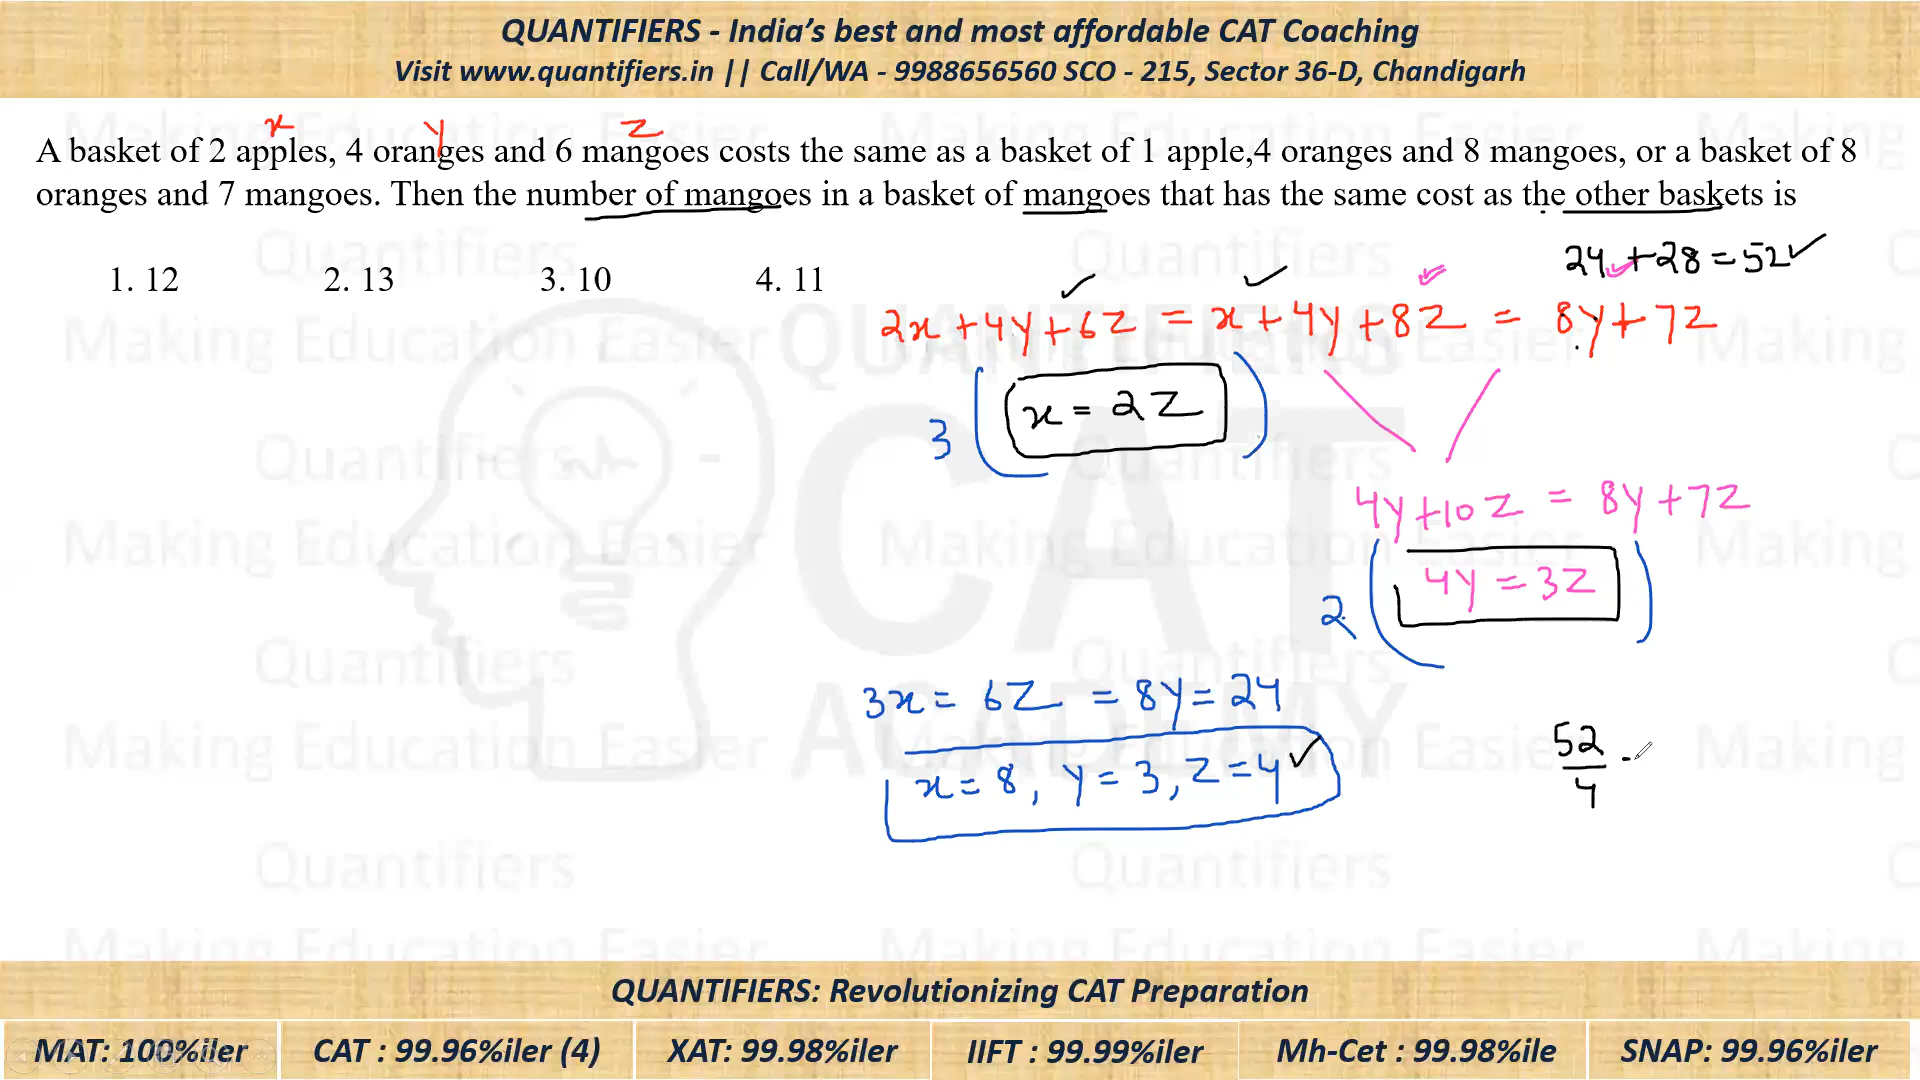 QUANTIFIERS - India's best and most affordable CAT Coaching
Visit www.quantifiers.in || Call/WA - 9988656560 SCO - 215, Sector 36-D, Chandigarh
x y z
A basket of 2 apples, 4 oranges and 6 mangoes costs the same as a basket of 1 apple,4 oranges and 8 mangoes, or a basket of 8
oranges and 7 mangoes. Then the number of mangoes in a basket of mangoes that has the same cost as the other baskets is
24 + 28 = 52 ✓
1. 12 2. 13 3. 10 4. 11
2x + 4y + 6z = x + 4y + 8z = 8y + 7z
3 ( x = 2z )
4y + 10z = 8y + 7z
2 ( 4y = 3z )
3x = 6z = 8y = 24
x = 8, y = 3, z = 4 ✓
52/4 -
Making Education Easier
Quantifiers
QUANTIFIERS
CAT
ACADEMY
QUANTIFIERS: Revolutionizing CAT Preparation
MAT: 100%iler CAT : 99.96%iler (4) XAT: 99.98%iler IIFT : 99.99%iler Mh-Cet : 99.98%ile SNAP: 99.96%iler